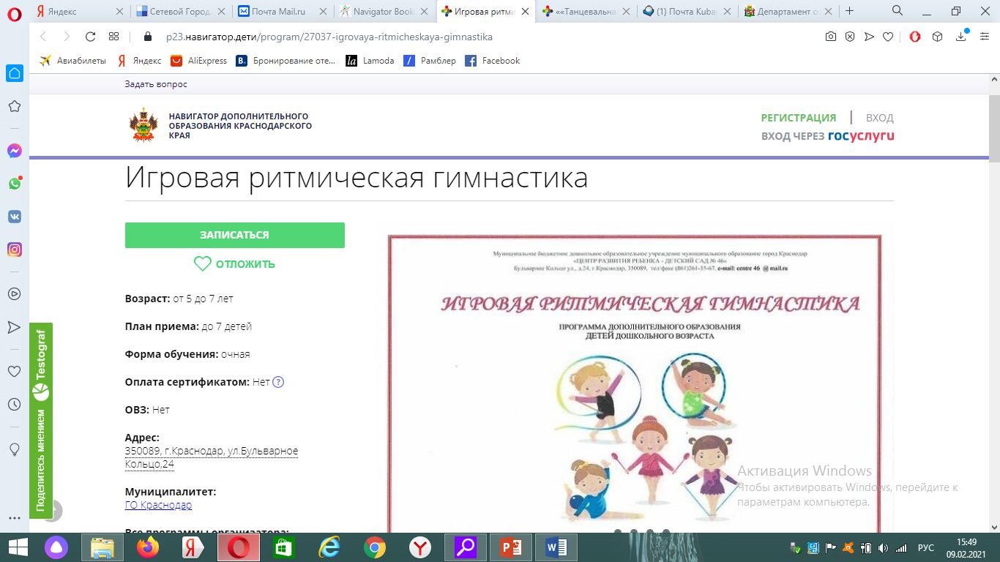 Яндекс
Сетевой Город.
Почта Mail.ru
Navigator Book
Игровая ритми
««Танцевальна
(1) Почта Kuba
Департамент о
p23.навигатор.дети/program/27037-igrovaya-ritmicheskaya-gimnastika
Авиабилеты
Яндекс
AliExpress
Бронирование оте...
Lamoda
Рамблер
Facebook
Задать вопрос
НАВИГАТОР ДОПОЛНИТЕЛЬНОГО
ОБРАЗОВАНИЯ КРАСНОДАРСКОГО
КРАЯ
РЕГИСТРАЦИЯ
ВХОД
ВХОД ЧЕРЕЗ госуслуги
Игровая ритмическая гимнастика
ЗАПИСАТЬСЯ
ОТЛОЖИТЬ
Возраст: от 5 до 7 лет
План приема: до 7 детей
Форма обучения: очная
Оплата сертификатом: Нет ?
ОВЗ: Нет
Адрес:
350089, г.Краснодар, ул.Бульварное
Кольцо,24
Муниципалитет:
ГО Краснодар
Все программы организатора:
Муниципальное бюджетное дошкольное образовательное учреждение муниципального образование город Краснодар
«ЦЕНТР РАЗВИТИЯ РЕБЕНКА - ДЕТСКИЙ САД № 46»
Бульварное Кольцо ул., д.24, г.Краснодар, 350089, тел/факс (861)261-35-67, e-mail: centre 46 @ mail.ru
ИГРОВАЯ РИТМИЧЕСКАЯ ГИМНАСТИКА
ПРОГРАММА ДОПОЛНИТЕЛЬНОГО ОБРАЗОВАНИЯ
ДЕТЕЙ ДОШКОЛЬНОГО ВОЗРАСТА
Активация Windows
Чтобы активировать Windows, перейдите к
параметрам компьютера.
Поделитесь мнением Testograf
РУС
15:49
09.02.2021